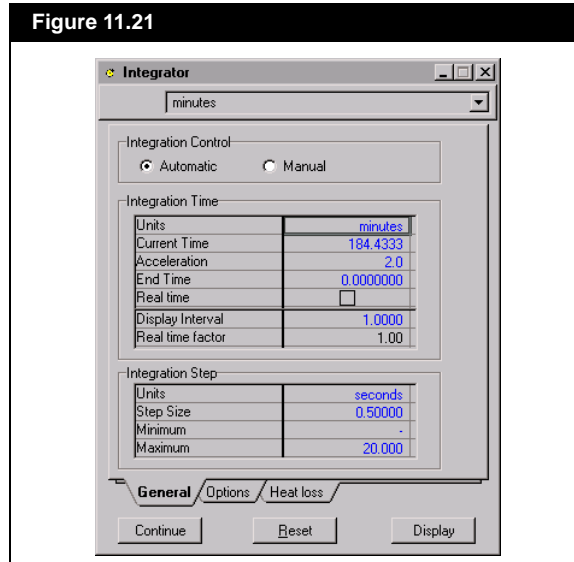 Figure 11.21
Integrator
minutes
Integration Control
Automatic Manual
Integration Time
Units minutes
Current Time 184.4333
Acceleration 2.0
End Time 0.0000000
Real time
Display Interval 1.0000
Real time factor 1.00
Integration Step
Units seconds
Step Size 0.50000
Minimum -
Maximum 20.000
General Options Heat loss
Continue Reset Display